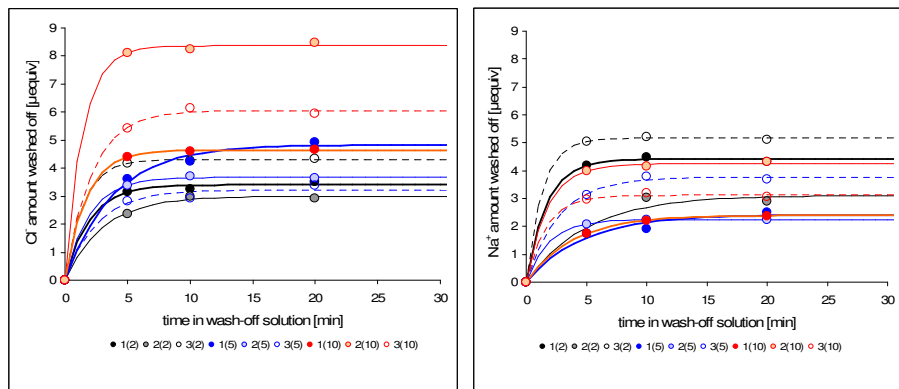 9
8
7
6
5
4
3
2
1
0
Cl⁻ amount washed off [µequiv]
0 5 10 15 20 25 30
time in wash-off solution [min]
1(2) 2(2) 3(2) 1(5) 2(5) 3(5) 1(10) 2(10) 3(10)
9
8
7
6
5
4
3
2
1
0
Na⁺ amount washed off [µequiv]
0 5 10 15 20 25 30
time in wash-off solution [min]
1(2) 2(2) 3(2) 1(5) 2(5) 3(5) 1(10) 2(10) 3(10)